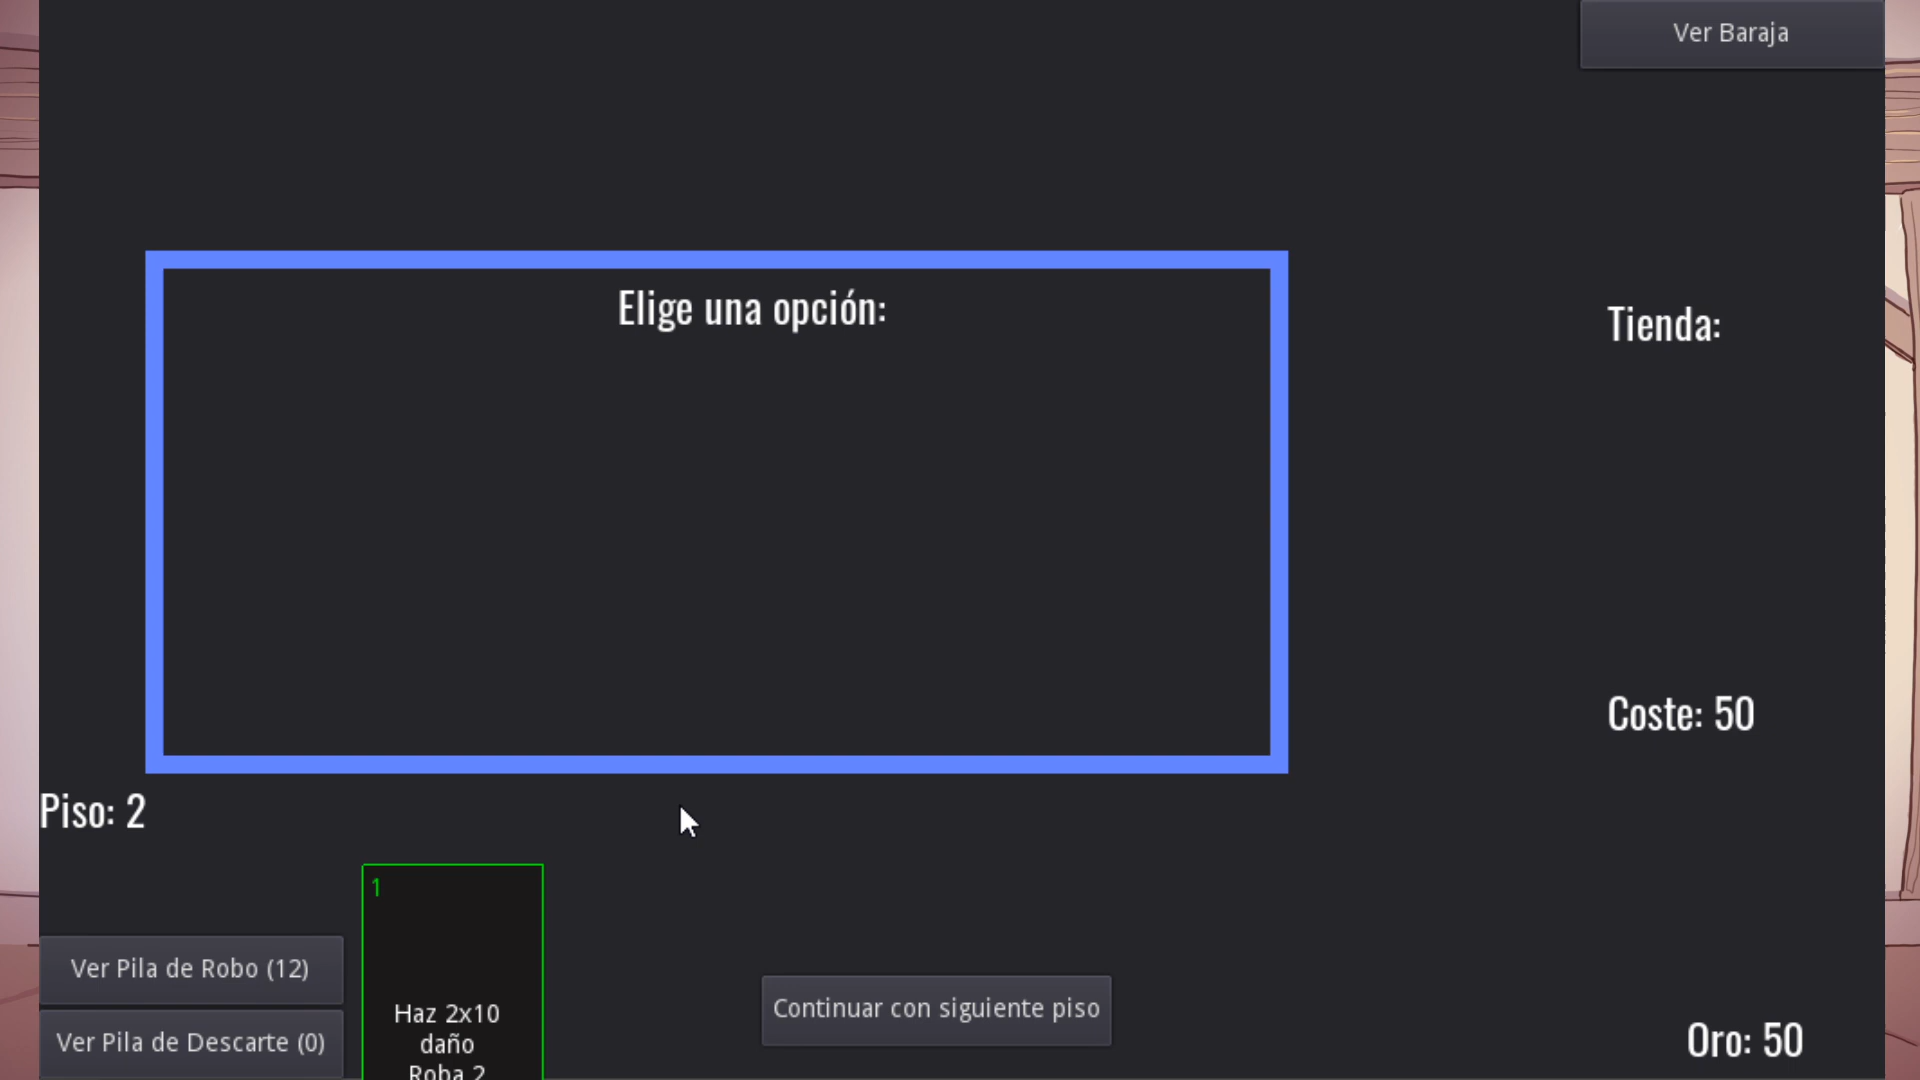 Ver Baraja
Elige una opción:
Tienda:
Coste: 50
Piso: 2
1
Haz 2x10
daño
Roba 2
Ver Pila de Robo (12)
Ver Pila de Descarte (0)
Continuar con siguiente piso
Oro: 50